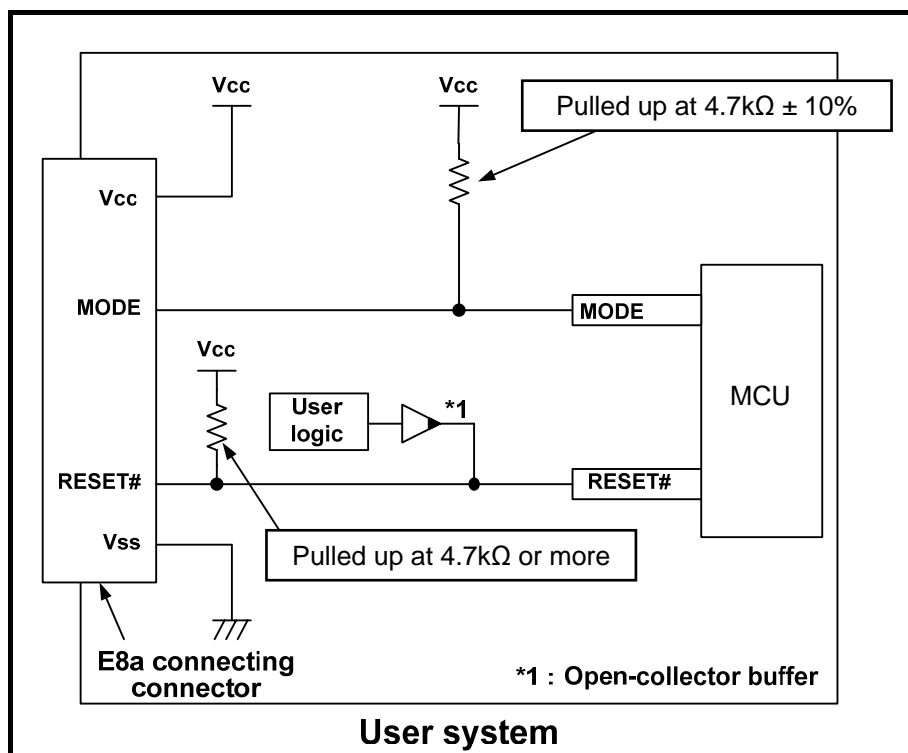 Vcc
Vcc
Pulled up at 4.7kΩ ± 10%
Vcc
MODE
MODE
MCU
Vcc
User
logic
*1
RESET#
RESET#
Vss
Pulled up at 4.7kΩ or more
E8a connecting
connector
*1 : Open-collector buffer
User system